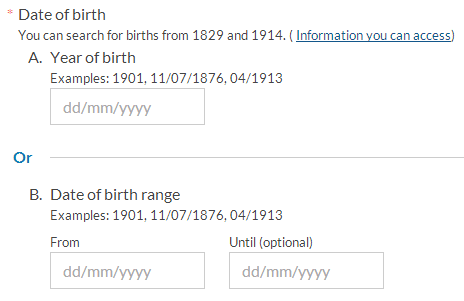 * Date of birth
You can search for births from 1829 and 1914. ( Information you can access)
A. Year of birth
Examples: 1901, 11/07/1876, 04/1913
dd/mm/yyyy
Or
B. Date of birth range
Examples: 1901, 11/07/1876, 04/1913
From Until (optional)
dd/mm/yyyy dd/mm/yyyy